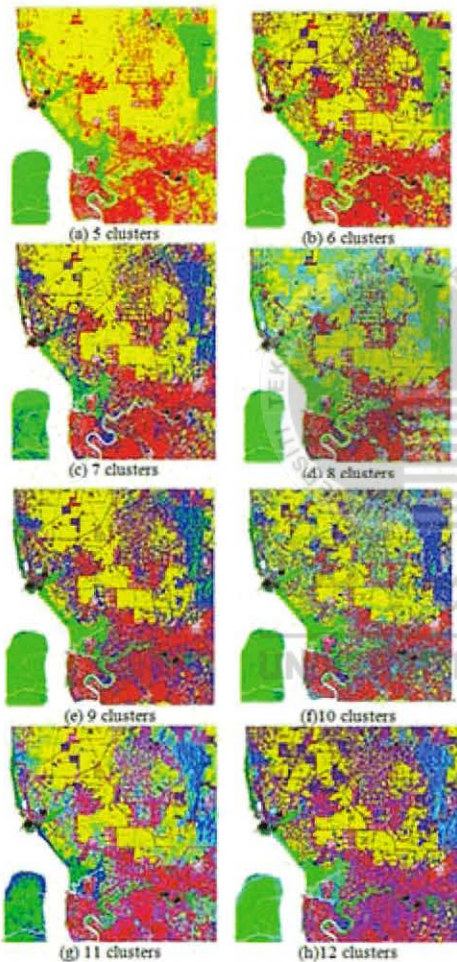 (a) 5 clusters
(b) 6 clusters
(c) 7 clusters
(d) 8 clusters
(e) 9 clusters
(f)10 clusters
(g) 11 clusters
(h)12 clusters